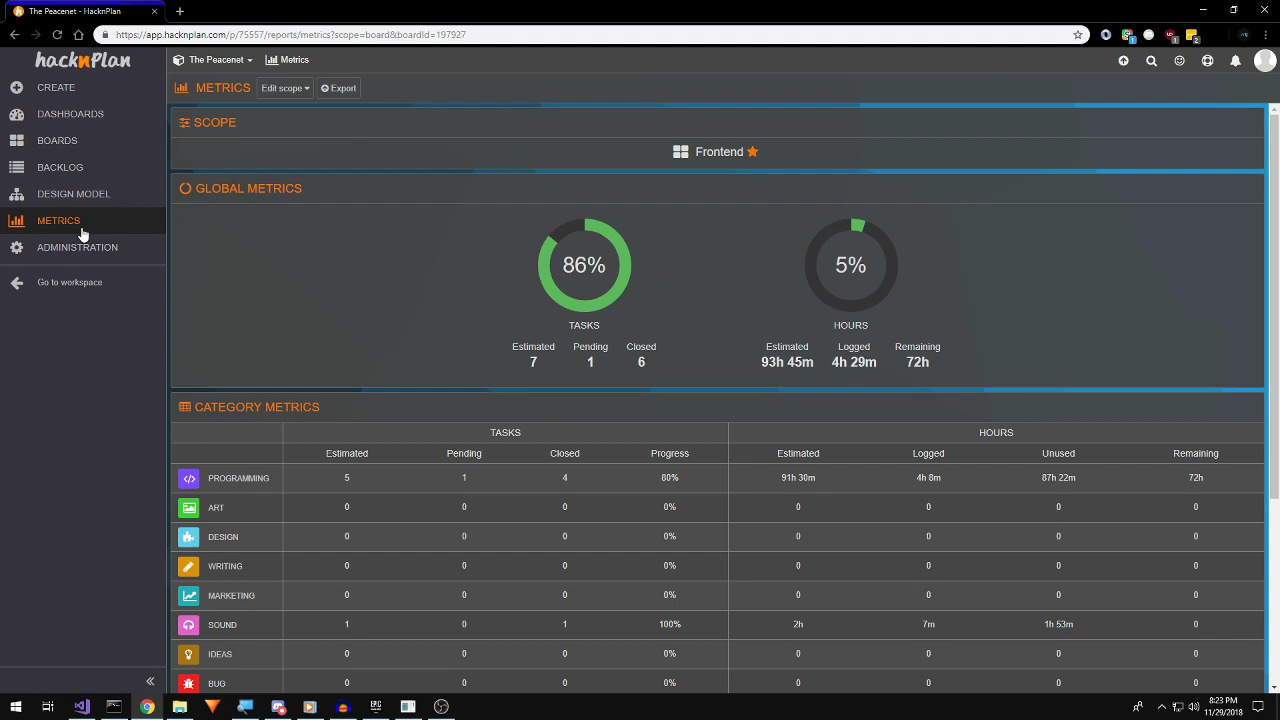 The Peacenet - HacknPlan
https://app.hacknplan.com/p/75557/reports/metrics?scope=board&boardId=197927
1
1
2
hacknPlan
The Peacenet
Metrics
CREATE
METRICS
Edit scope
Export
DASHBOARDS
SCOPE
BOARDS
Frontend
BACKLOG
GLOBAL METRICS
DESIGN MODEL
METRICS
ADMINISTRATION
86%
5%
Go to workspace
TASKS
HOURS
Estimated Pending Closed
Estimated Logged Remaining
7 1 6
93h 45m 4h 29m 72h
CATEGORY METRICS
TASKS HOURS
Estimated Pending Closed Progress Estimated Logged Unused Remaining
PROGRAMMING 5 1 4 80% 91h 30m 4h 8m 87h 22m 72h
ART 0 0 0 0% 0 0 0 0
DESIGN 0 0 0 0% 0 0 0 0
WRITING 0 0 0 0% 0 0 0 0
MARKETING 0 0 0 0% 0 0 0 0
SOUND 1 0 1 100% 2h 7m 1h 53m 0
IDEAS 0 0 0 0% 0 0 0 0
BUG 0 0 0 0% 0 0 0 0
8:23 PM
11/29/2018